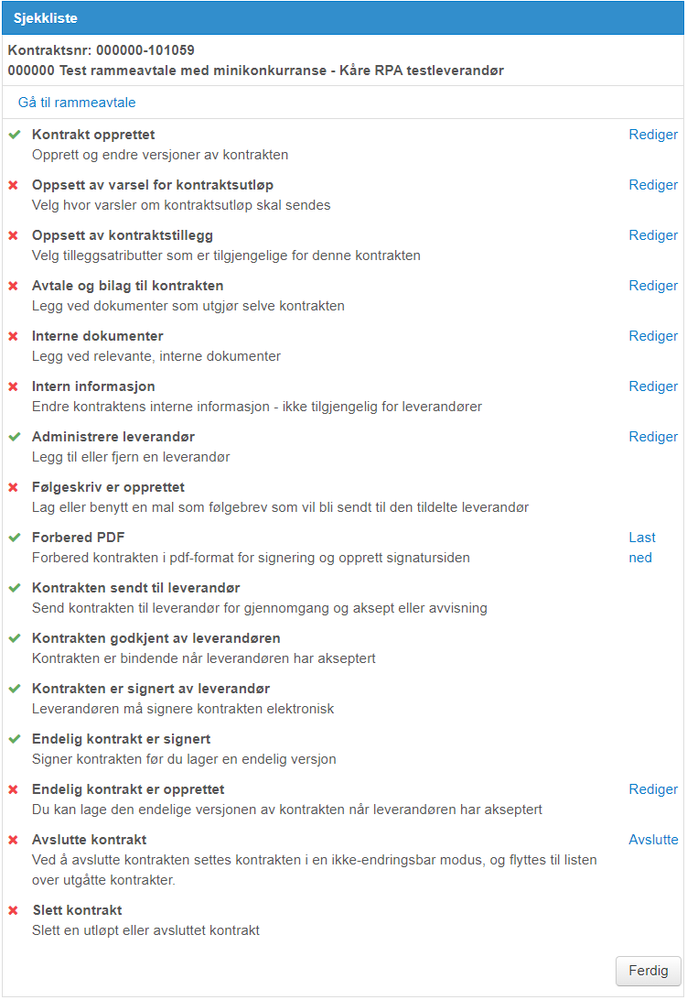 Sjekkliste
Kontraktsnr: 000000-101059
000000 Test rammeavtale med minikonkurranse - Kåre RPA testleverandør
Gå til rammeavtale
Kontrakt opprettet Rediger
Opprett og endre versjoner av kontrakten
Oppsett av varsel for kontraktsutløp Rediger
Velg hvor varsler om kontraktsutløp skal sendes
Oppsett av kontraktstillegg Rediger
Velg tilleggsatributter som er tilgjengelige for denne kontrakten
Avtale og bilag til kontrakten Rediger
Legg ved dokumenter som utgjør selve kontrakten
Interne dokumenter Rediger
Legg ved relevante, interne dokumenter
Intern informasjon Rediger
Endre kontraktens interne informasjon - ikke tilgjengelig for leverandører
Administrere leverandør Rediger
Legg til eller fjern en leverandør
Følgeskriv er opprettet
Lag eller benytt en mal som følgebrev som vil bli sendt til den tildelte leverandør
Forbered PDF Last
Forbered kontrakten i pdf-format for signering og opprett signatursiden ned
Kontrakten sendt til leverandør
Send kontrakten til leverandør for gjennomgang og aksept eller avvisning
Kontrakten godkjent av leverandøren
Kontrakten er bindende når leverandøren har akseptert
Kontrakten er signert av leverandør
Leverandøren må signere kontrakten elektronisk
Endelig kontrakt er signert
Signer kontrakten før du lager en endelig versjon
Endelig kontrakt er opprettet Rediger
Du kan lage den endelige versjonen av kontrakten når leverandøren har akseptert
Avslutte kontrakt Avslutte
Ved å avslutte kontrakten settes kontrakten i en ikke-endringsbar modus, og flyttes til listen
over utgåtte kontrakter.
Slett kontrakt
Slett en utløpt eller avsluttet kontrakt
Ferdig